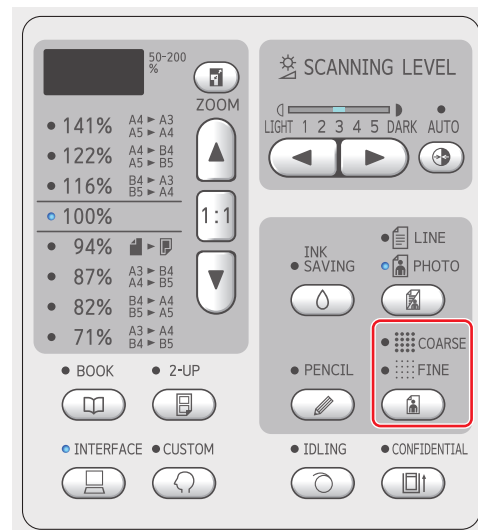 50-200
%
ZOOM
141% A4 ► A3
A5 ► A4
122% A4 ► B4
A5 ► B5
116% B4 ► A3
B5 ► A4
100%
1:1
94%
87% A3 ► B4
A4 ► B5
82% B4 ► A4
B5 ► A5
71% A3 ► A4
B4 ► B5
BOOK 2-UP
INTERFACE CUSTOM
SCANNING LEVEL
LIGHT 1 2 3 4 5 DARK AUTO
INK
SAVING
LINE
PHOTO
PENCIL
COARSE
FINE
IDLING CONFIDENTIAL